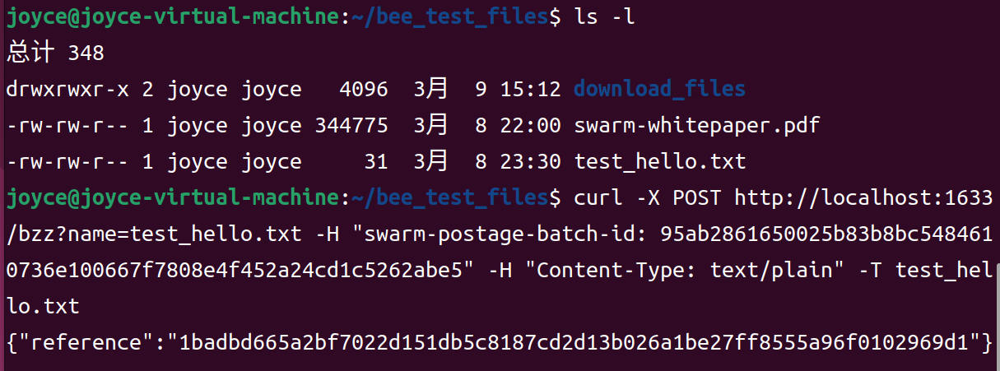 joyce@joyce-virtual-machine:~/bee_test_files$ ls -l
总计 348
drwxrwxr-x 2 joyce joyce   4096  3月  9 15:12 download_files
-rw-rw-r-- 1 joyce joyce 344775  3月  8 22:00 swarm-whitepaper.pdf
-rw-rw-r-- 1 joyce joyce     31  3月  8 23:30 test_hello.txt
joyce@joyce-virtual-machine:~/bee_test_files$ curl -X POST http://localhost:1633
/bzz?name=test_hello.txt -H "swarm-postage-batch-id: 95ab2861650025b83b8bc548461
0736e100667f7808e4f452a24cd1c5262abe5" -H "Content-Type: text/plain" -T test_hel
lo.txt
{"reference":"1badbd665a2bf7022d151db5c8187cd2d13b026a1be27ff8555a96f0102969d1"}